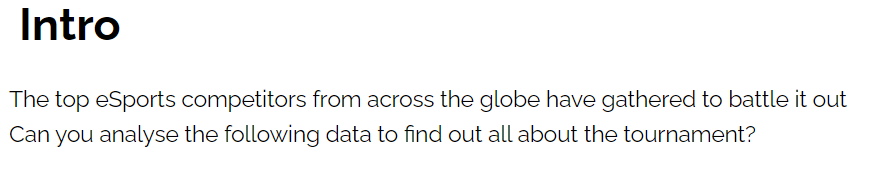 Intro
The top eSports competitors from across the globe have gathered to battle it out
Can you analyse the following data to find out all about the tournament?